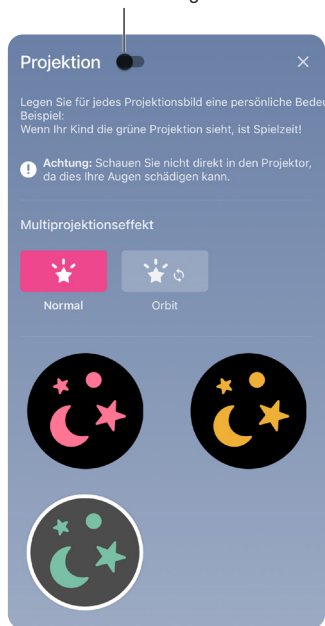 Projektion
Legen Sie für jedes Projektionsbild eine persönliche
Beispiel:
Wenn Ihr Kind die grüne Projektion sieht, ist Spielzeit!
Achtung: Schauen Sie nicht direkt in den Projektor,
da dies Ihre Augen schädigen kann.
Multiprojektionseffekt
Normal
Orbit